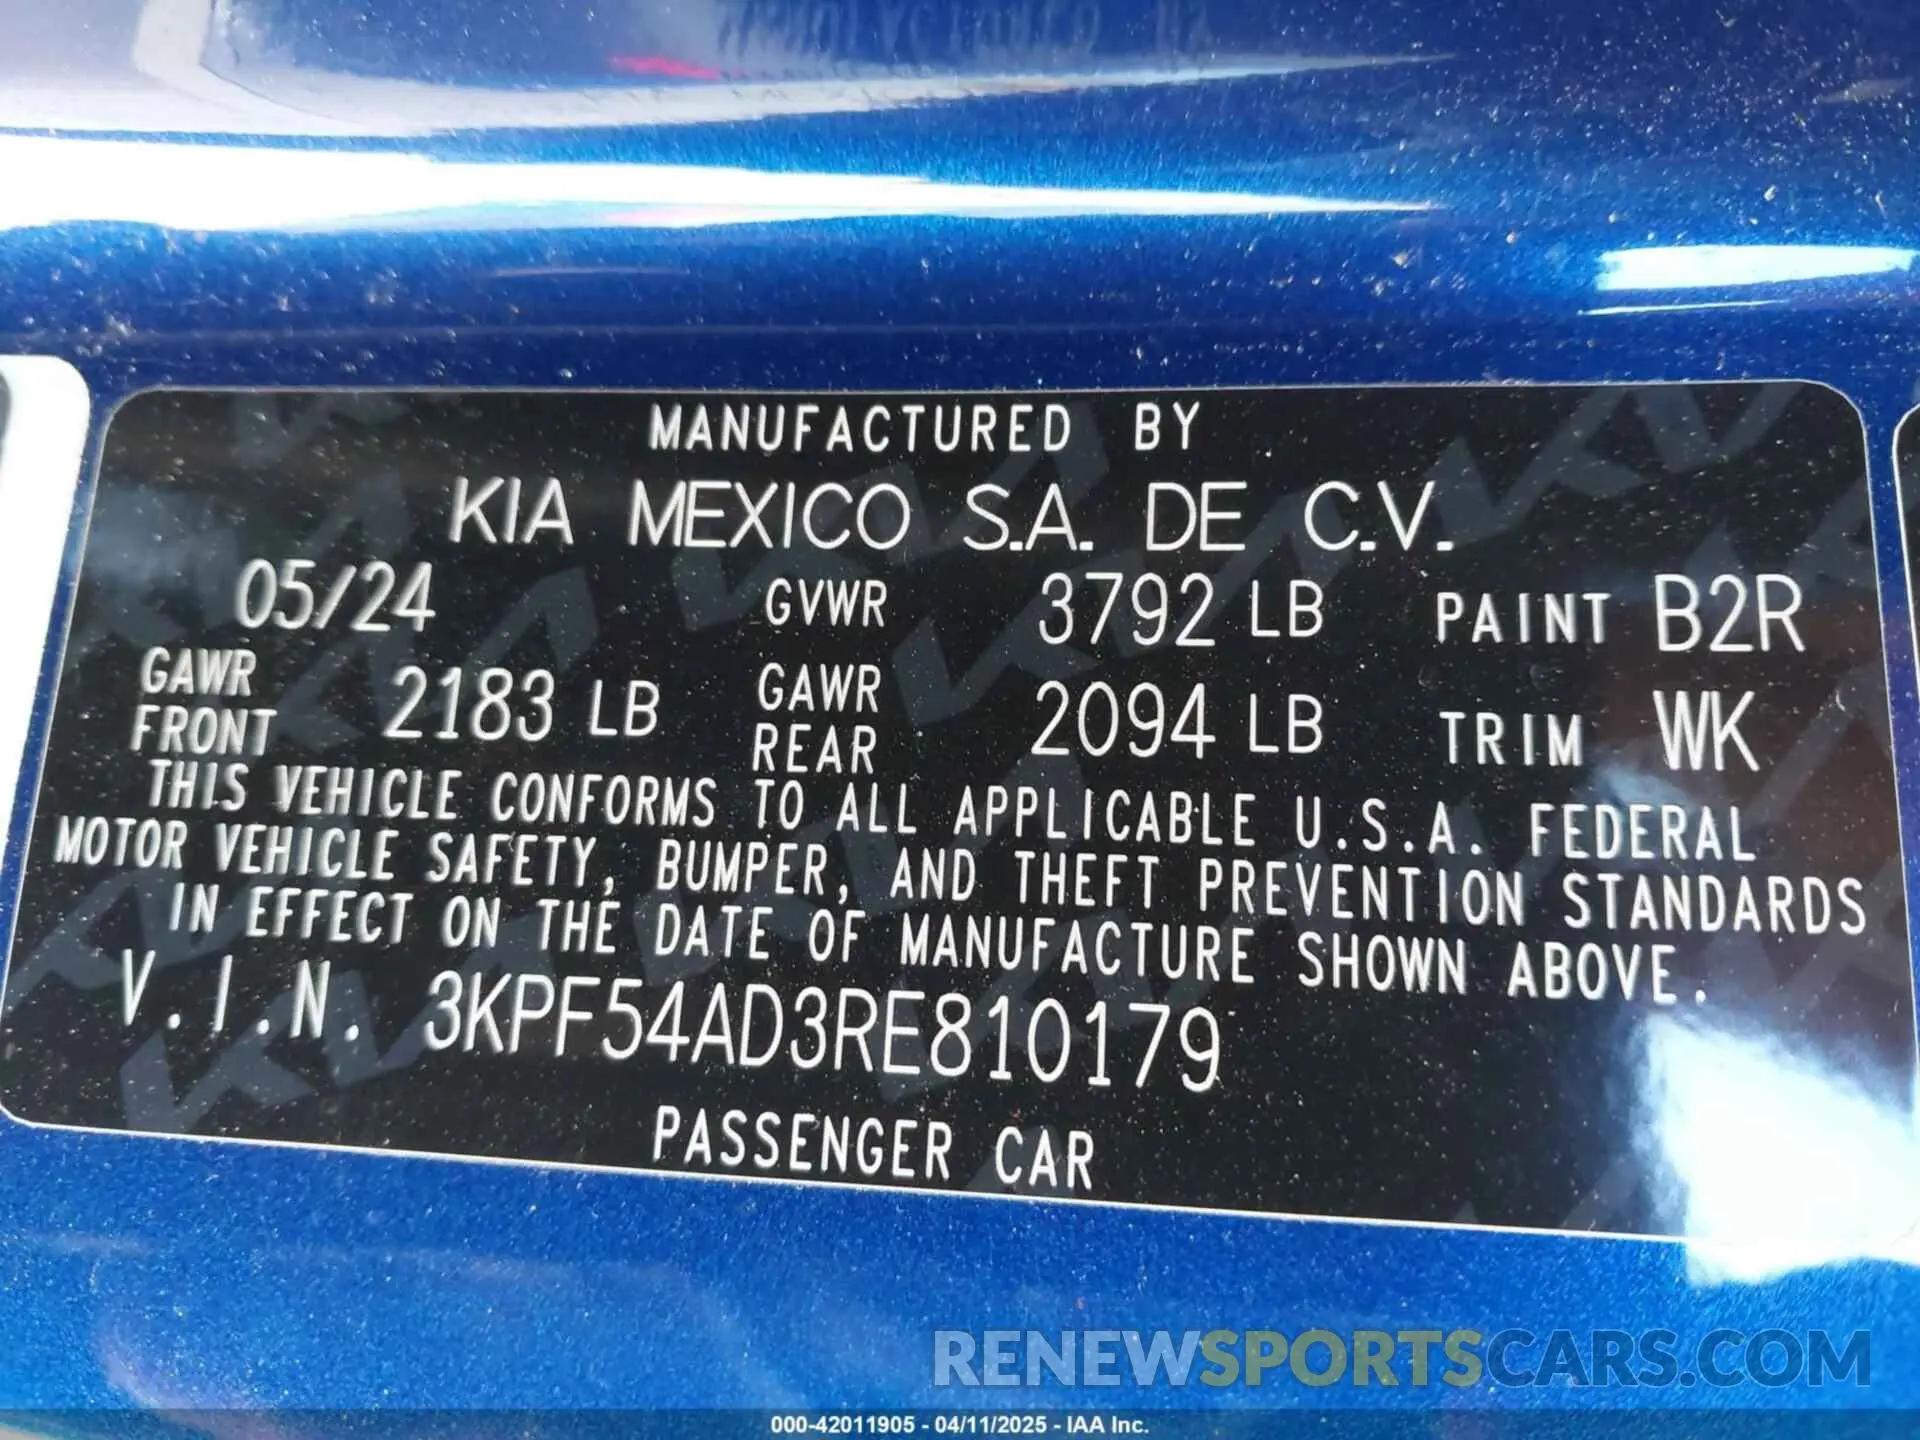 MANUFACTURED BY
KIA MEXICO S.A. DE C.V.
05/24 GVWR 3792 LB PAINT B2R
GAWR FRONT 2183 LB GAWR REAR 2094 LB TRIM WK
THIS VEHICLE CONFORMS TO ALL APPLICABLE U.S.A. FEDERAL
MOTOR VEHICLE SAFETY, BUMPER, AND THEFT PREVENTION STANDARDS
IN EFFECT ON THE DATE OF MANUFACTURE SHOWN ABOVE.
V.I.N. 3KPF54AD3RE810179
PASSENGER CAR
RENEWSPORTSCARS.COM
000-42011905 - 04/11/2025 - IAA Inc.